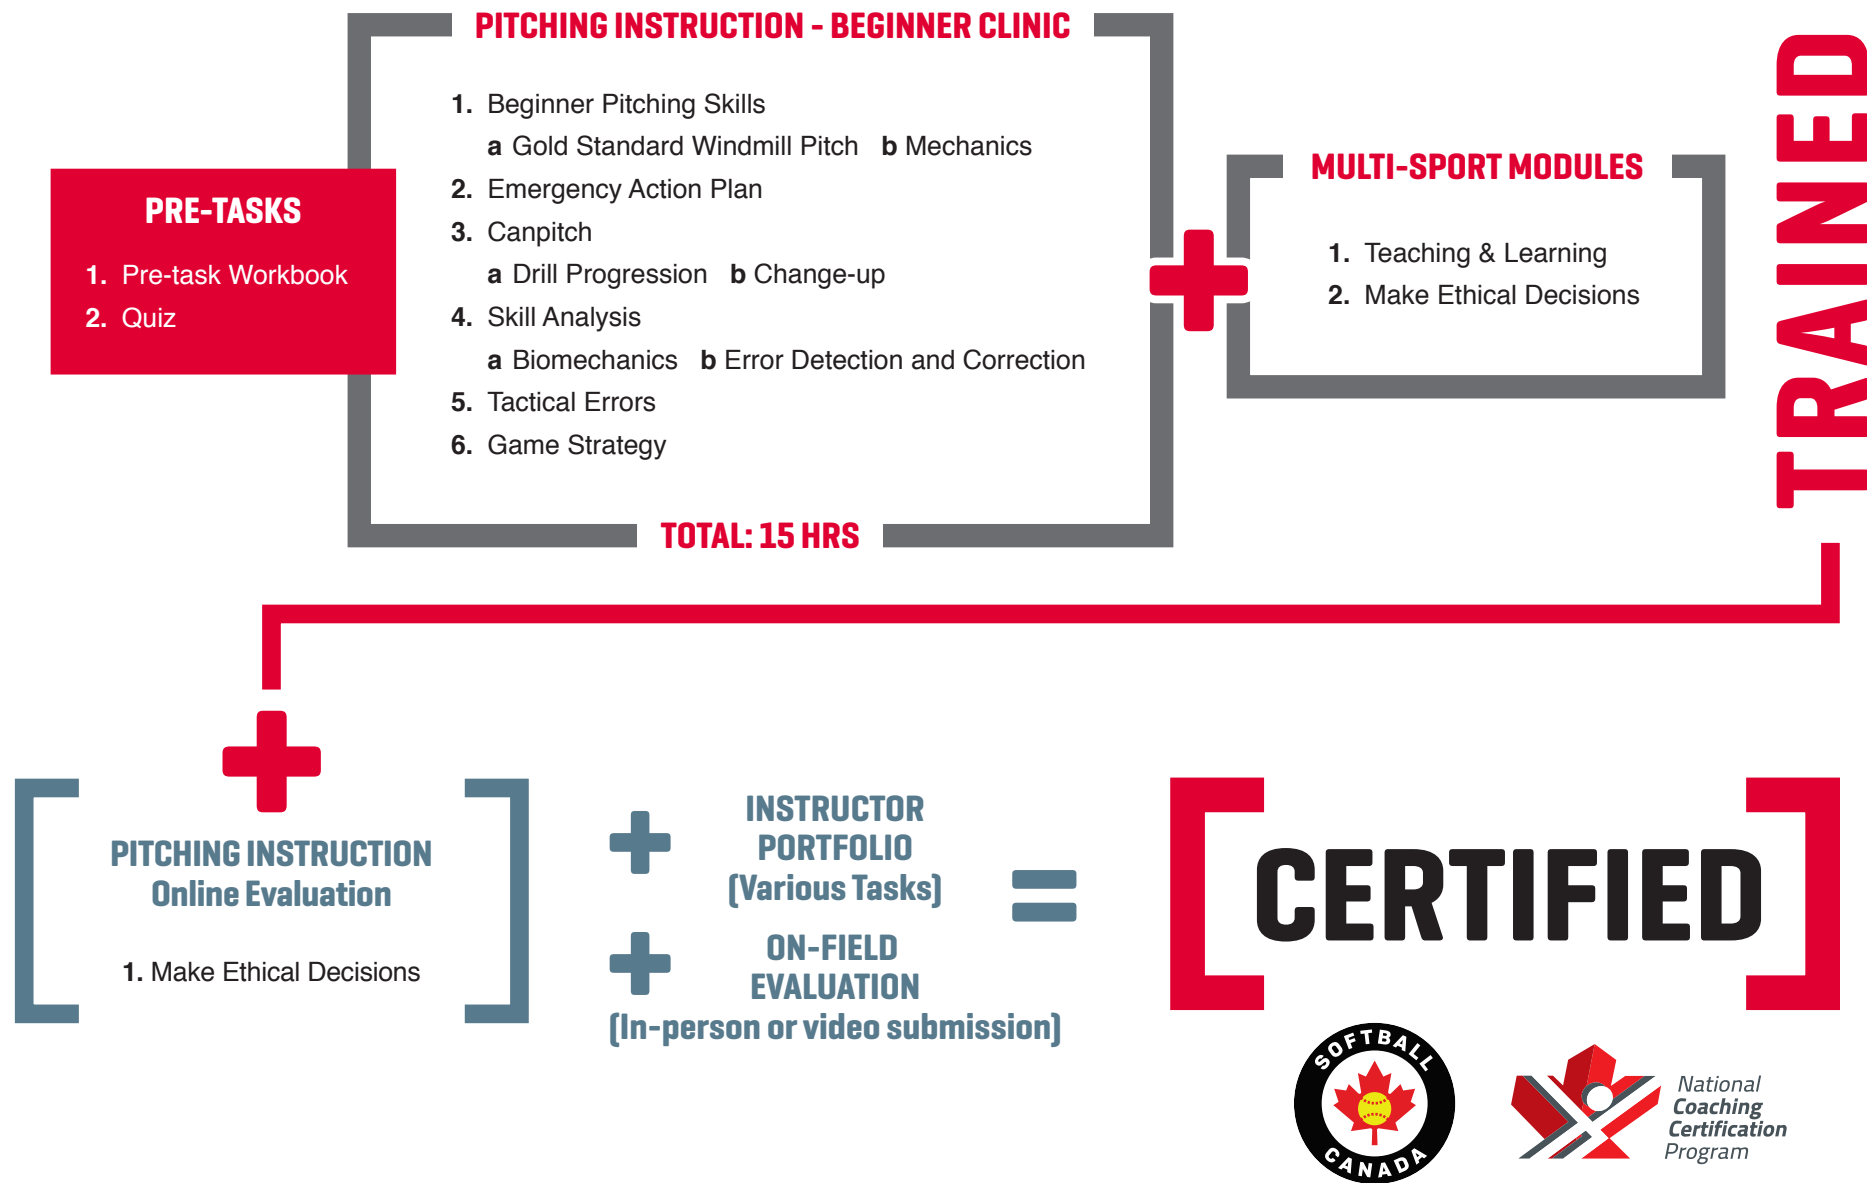 PITCHING INSTRUCTION - BEGINNER CLINIC
1. Beginner Pitching Skills
a Gold Standard Windmill Pitch b Mechanics
2. Emergency Action Plan
3. Canpitch
a Drill Progression b Change-up
4. Skill Analysis
a Biomechanics b Error Detection and Correction
5. Tactical Errors
6. Game Strategy
TOTAL: 15 HRS
PRE-TASKS
1. Pre-task Workbook
2. Quiz
MULTI-SPORT MODULES
1. Teaching & Learning
2. Make Ethical Decisions
TRAINED
PITCHING INSTRUCTION
Online Evaluation
1. Make Ethical Decisions
INSTRUCTOR
PORTFOLIO
(Various Tasks)
ON-FIELD
EVALUATION
(In-person or video submission)
CERTIFIED
SOFTBALL
CANADA
National
Coaching
Certification
Program